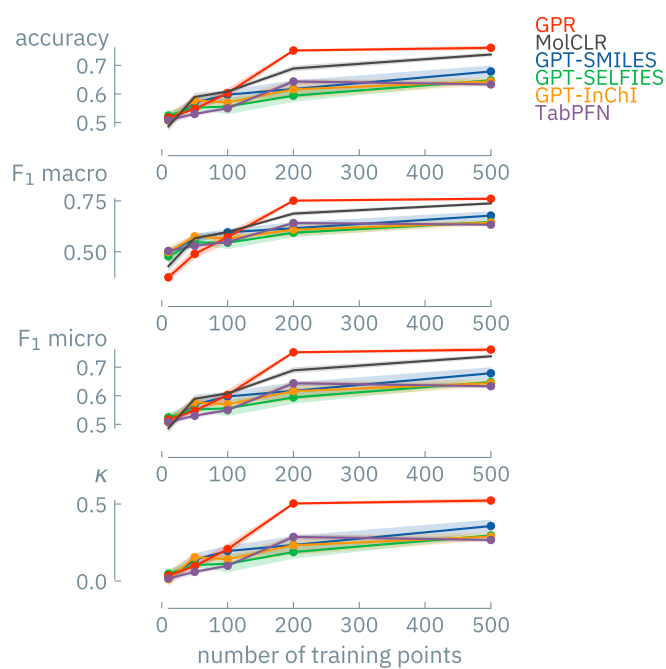 GPR
MolCLR
GPT-SMILES
GPT-SELFIES
GPT-InChI
TabPFN
accuracy
0.7
0.6
0.5
0 100 200 300 400 500
F1 macro
0.75
0.50
0 100 200 300 400 500
F1 micro
0.7
0.6
0.5
0 100 200 300 400 500
κ
0.5
0.0
0 100 200 300 400 500
number of training points